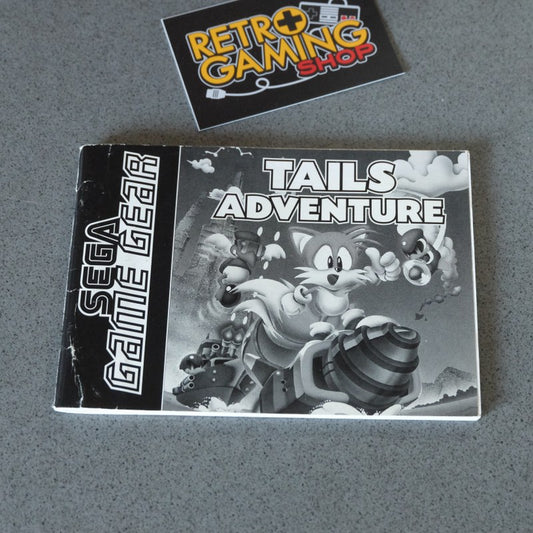 RETRO
GAMING
SHOP
SEGA
GAME GEAR
TAILS
ADVENTURE